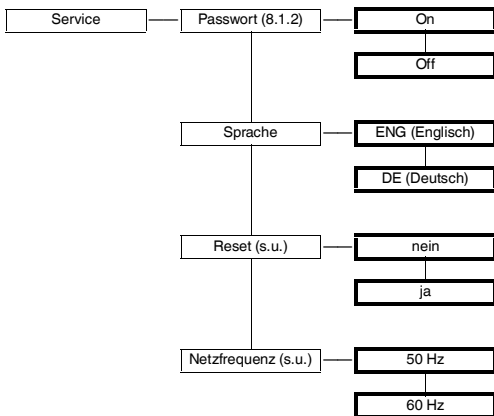 Service
Passwort (8.1.2)
On
Off
Sprache
ENG (Englisch)
DE (Deutsch)
Reset (s.u.)
nein
ja
Netzfrequenz (s.u.)
50 Hz
60 Hz